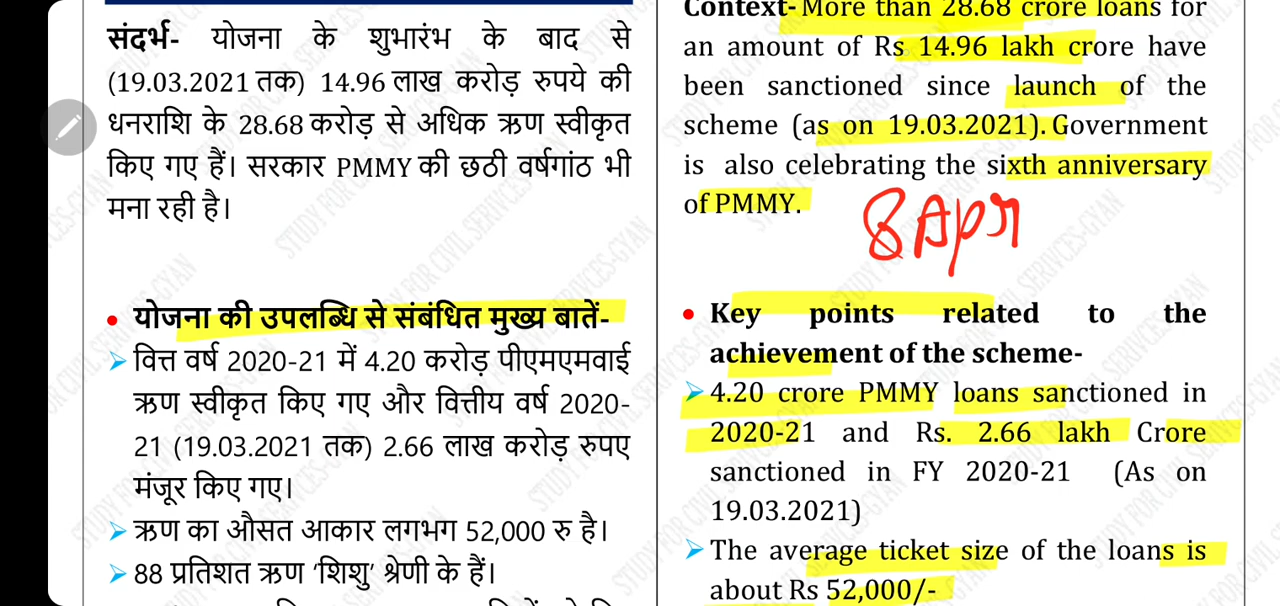 संदर्भ- योजना के शुभारंभ के बाद से
(19.03.2021 तक) 14.96 लाख करोड़ रुपये की
धनराशि के 28.68 करोड़ से अधिक ऋण स्वीकृत
किए गए हैं। सरकार PMMY की छठी वर्षगांठ भी
मना रही है।
• योजना की उपलब्धि से संबंधित मुख्य बातें-
➢ वित्त वर्ष 2020-21 में 4.20 करोड़ पीएमएमवाई
ऋण स्वीकृत किए गए और वित्तीय वर्ष 2020-
21 (19.03.2021 तक) 2.66 लाख करोड़ रुपए
मंजूर किए गए।
➢ ऋण का औसत आकार लगभग 52,000 रु है।
➢ 88 प्रतिशत ऋण ‘शिशु’ श्रेणी के हैं।
Context- More than 28.68 crore loans for
an amount of Rs 14.96 lakh crore have
been sanctioned since launch of the
scheme (as on 19.03.2021). Government
is also celebrating the sixth anniversary
of PMMY.
8 Apr
• Key points related to the
achievement of the scheme-
➢ 4.20 crore PMMY loans sanctioned in
2020-21 and Rs. 2.66 lakh Crore
sanctioned in FY 2020-21 (As on
19.03.2021)
➢ The average ticket size of the loans is
about Rs 52,000/-